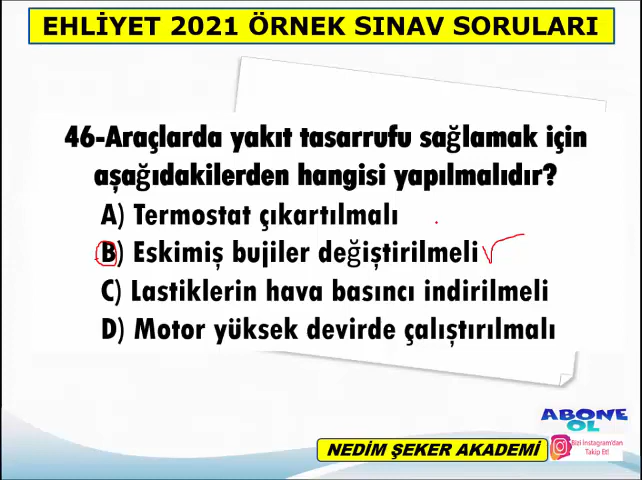 EHLİYET 2021 ÖRNEK SINAV SORULARI
46-Araçlarda yakıt tasarrufu sağlamak için
aşağıdakilerden hangisi yapılmalıdır?
A) Termostat çıkartılmalı
B) Eskimiş bujiler değiştirilmeli
C) Lastiklerin hava basıncı indirilmeli
D) Motor yüksek devirde çalıştırılmalı
ABONE
OL
NEDİM ŞEKER AKADEMİ
Bizi Instagram'dan
Takip Et!